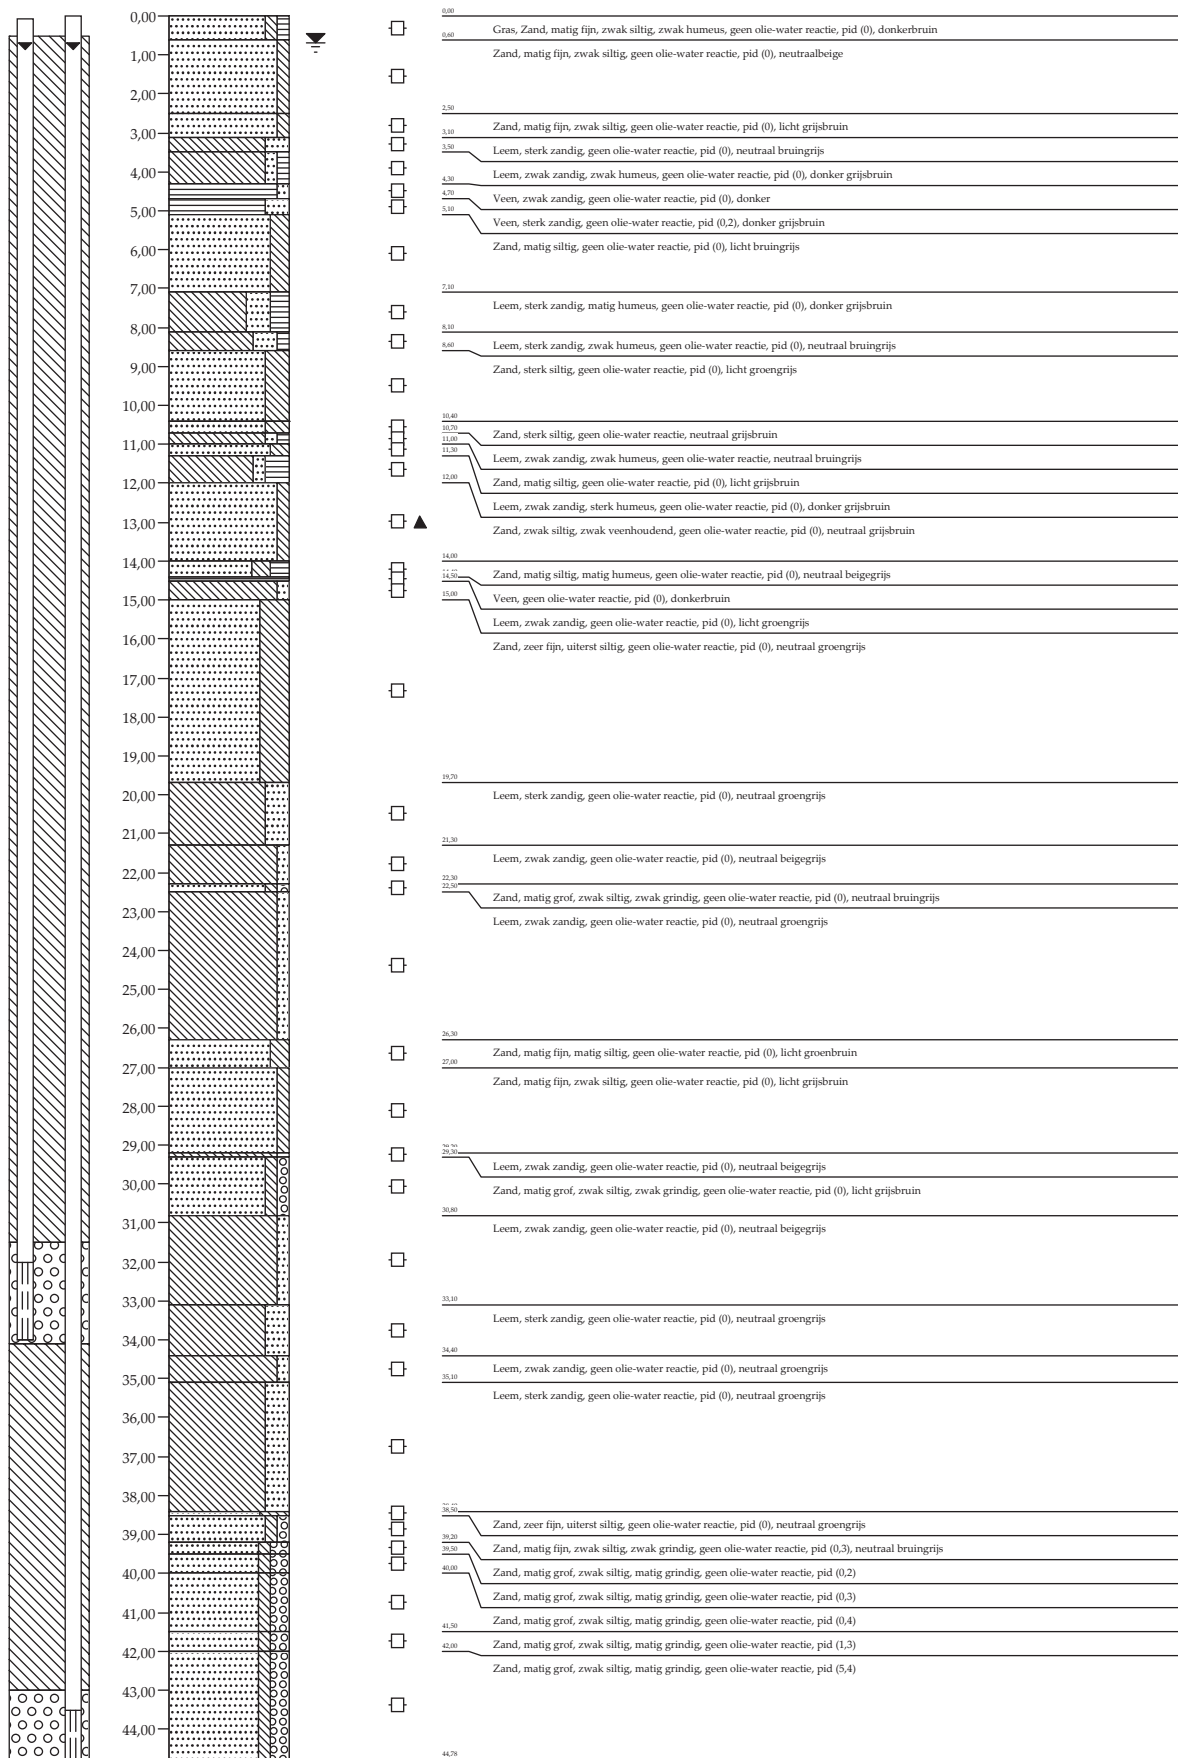 0,00
1,00
2,00
3,00
4,00
5,00
6,00
7,00
8,00
9,00
10,00
11,00
12,00
13,00
14,00
15,00
16,00
17,00
18,00
19,00
20,00
21,00
22,00
23,00
24,00
25,00
26,00
27,00
28,00
29,00
30,00
31,00
32,00
33,00
34,00
35,00
36,00
37,00
38,00
39,00
40,00
41,00
42,00
43,00
44,00
0,00
Gras, Zand, matig fijn, zwak siltig, zwak humeus, geen olie-water reactie, pid (0), donkerbruin
0,60
Zand, matig fijn, zwak siltig, geen olie-water reactie, pid (0), neutraalbeige
2,50
Zand, matig fijn, zwak siltig, geen olie-water reactie, pid (0), licht grijsbruin
3,10
Leem, sterk zandig, geen olie-water reactie, pid (0), neutraal bruingrijs
3,50
Leem, zwak zandig, zwak humeus, geen olie-water reactie, pid (0), donker grijsbruin
4,30
Veen, zwak zandig, geen olie-water reactie, pid (0), donker
4,70
Veen, sterk zandig, geen olie-water reactie, pid (0,2), donker grijsbruin
5,10
Zand, matig siltig, geen olie-water reactie, pid (0), licht bruingrijs
7,10
Leem, sterk zandig, matig humeus, geen olie-water reactie, pid (0), donker grijsbruin
8,10
Leem, sterk zandig, zwak humeus, geen olie-water reactie, pid (0), neutraal bruingrijs
8,60
Zand, sterk siltig, geen olie-water reactie, pid (0), licht groengrijs
10,40
Zand, sterk siltig, geen olie-water reactie, neutraal grijsbruin
10,70
Leem, zwak zandig, zwak humeus, geen olie-water reactie, neutraal bruingrijs
11,00
Zand, matig siltig, geen olie-water reactie, pid (0), licht grijsbruin
11,30
Leem, zwak zandig, sterk humeus, geen olie-water reactie, pid (0), donker grijsbruin
12,00
Zand, zwak siltig, zwak veenhoudend, geen olie-water reactie, pid (0), neutraal grijsbruin
14,00
Zand, matig siltig, matig humeus, geen olie-water reactie, pid (0), neutraal beigegrijs
Veen, geen olie-water reactie, pid (0), donkerbruin
14,50
Leem, zwak zandig, geen olie-water reactie, pid (0), licht groengrijs
15,00
Zand, zeer fijn, uiterst siltig, geen olie-water reactie, pid (0), neutraal groengrijs
19,70
Leem, sterk zandig, geen olie-water reactie, pid (0), neutraal groengrijs
21,30
Leem, zwak zandig, geen olie-water reactie, pid (0), neutraal beigegrijs
22,30
Zand, matig grof, zwak siltig, zwak grindig, geen olie-water reactie, pid (0), neutraal bruingrijs
22,50
Leem, zwak zandig, geen olie-water reactie, pid (0), neutraal groengrijs
26,30
Zand, matig fijn, matig siltig, geen olie-water reactie, pid (0), licht groenbruin
27,00
Zand, matig fijn, zwak siltig, geen olie-water reactie, pid (0), licht grijsbruin
Leem, zwak zandig, geen olie-water reactie, pid (0), neutraal beigegrijs
29,30
Zand, matig grof, zwak siltig, zwak grindig, geen olie-water reactie, pid (0), licht grijsbruin
30,80
Leem, zwak zandig, geen olie-water reactie, pid (0), neutraal beigegrijs
33,10
Leem, sterk zandig, geen olie-water reactie, pid (0), neutraal groengrijs
34,40
Leem, zwak zandig, geen olie-water reactie, pid (0), neutraal groengrijs
35,10
Leem, sterk zandig, geen olie-water reactie, pid (0), neutraal groengrijs
Zand, zeer fijn, uiterst siltig, geen olie-water reactie, pid (0), neutraal groengrijs
38,50
Zand, matig fijn, zwak siltig, zwak grindig, geen olie-water reactie, pid (0,3), neutraal bruingrijs
39,20
Zand, matig grof, zwak siltig, matig grindig, geen olie-water reactie, pid (0,2)
39,50
Zand, matig grof, zwak siltig, matig grindig, geen olie-water reactie, pid (0,3)
40,00
Zand, matig grof, zwak siltig, matig grindig, geen olie-water reactie, pid (0,4)
41,50
Zand, matig grof, zwak siltig, matig grindig, geen olie-water reactie, pid (1,3)
42,00
Zand, matig grof, zwak siltig, matig grindig, geen olie-water reactie, pid (5,4)
44,78